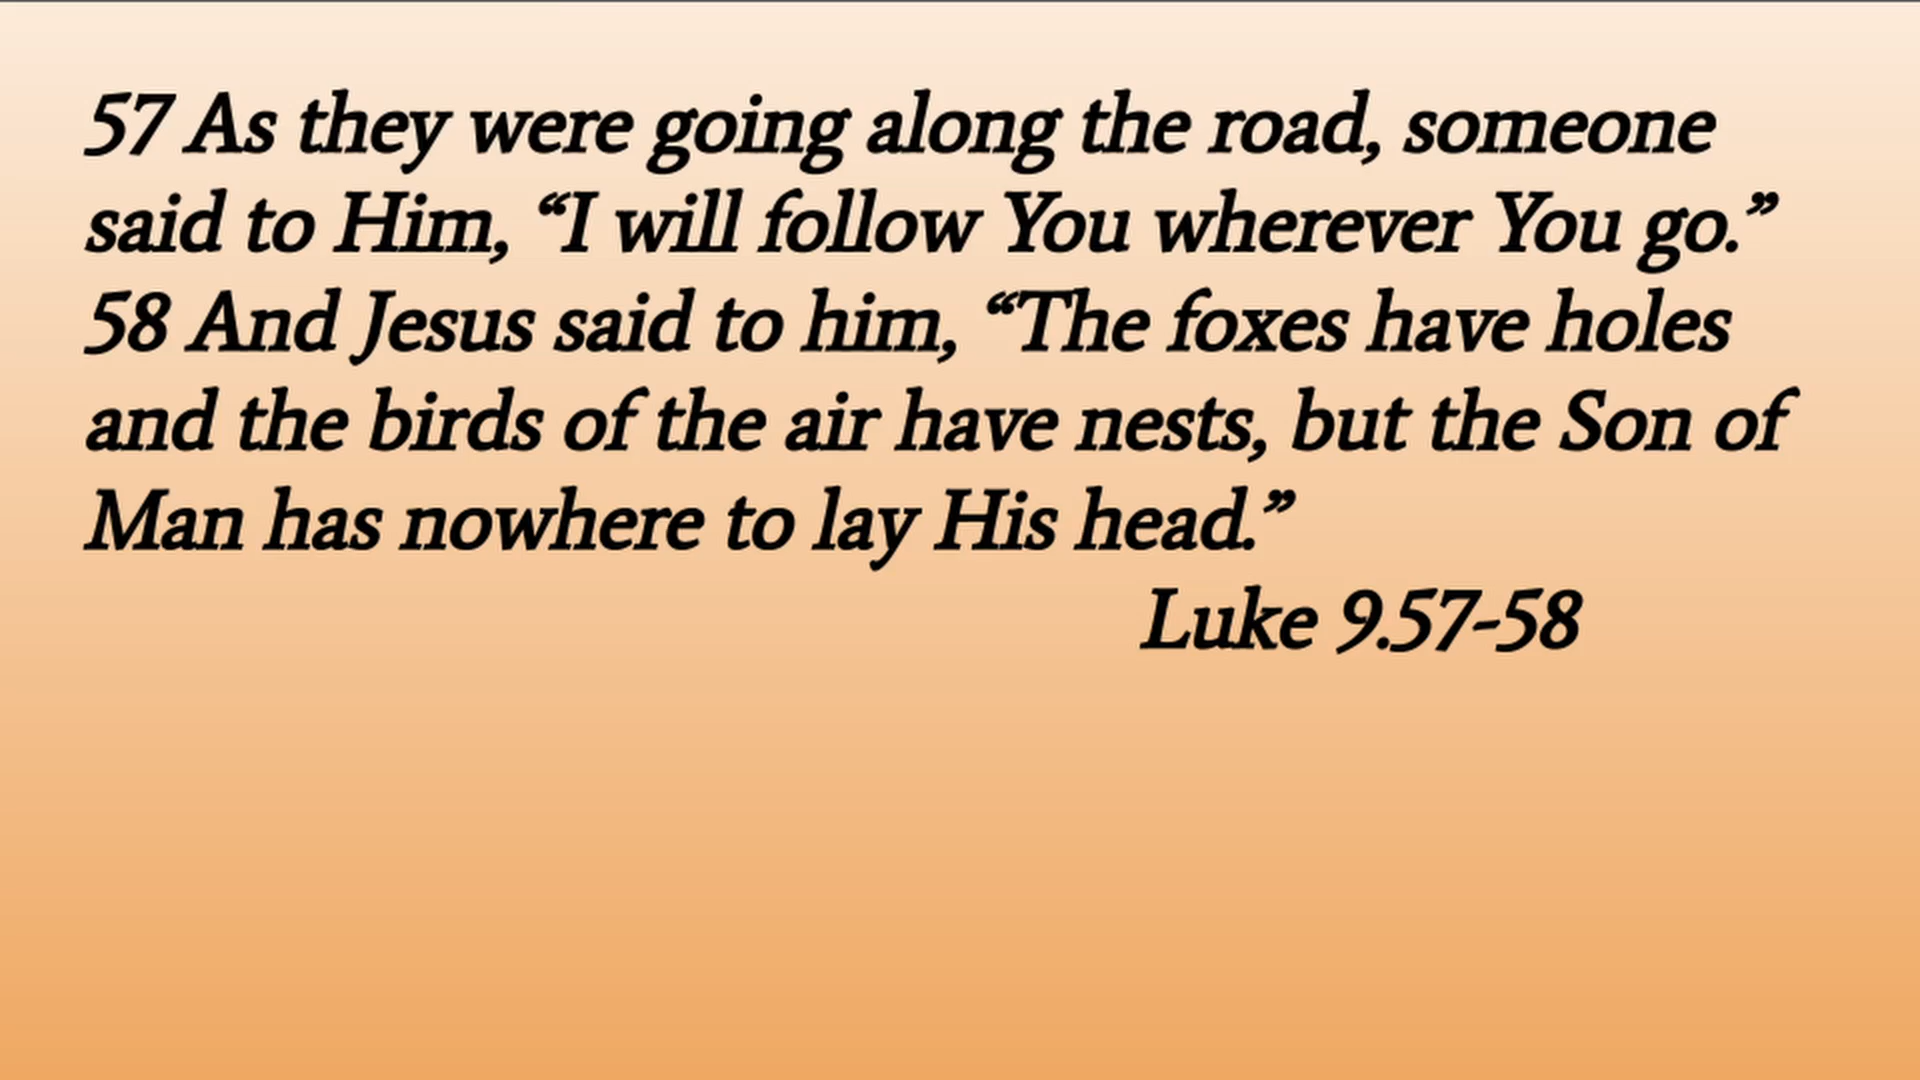 57 As they were going along the road, someone
said to Him, “I will follow You wherever You go.”
58 And Jesus said to him, “The foxes have holes
and the birds of the air have nests, but the Son of
Man has nowhere to lay His head.”
Luke 9.57-58